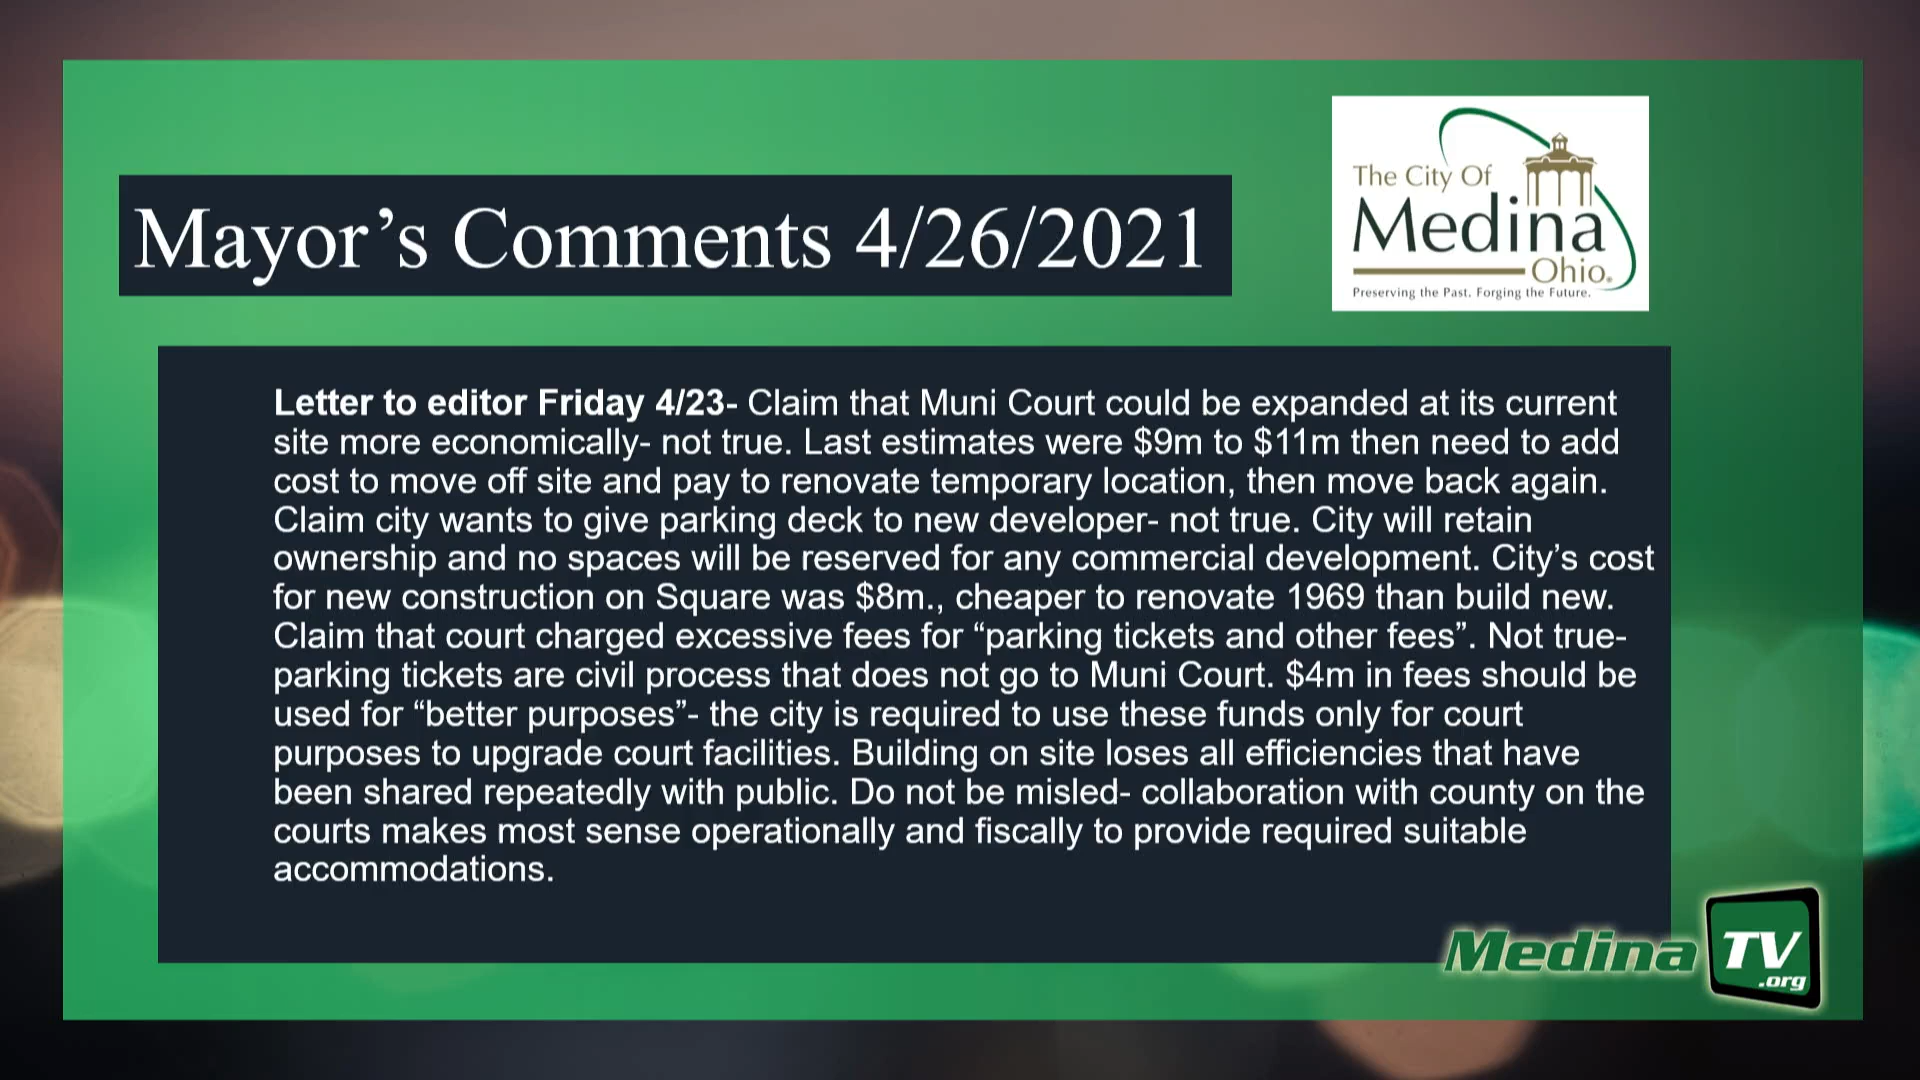 The City Of
Medina
Ohio.
Preserving the Past. Forging the Future.
Mayor’s Comments 4/26/2021
Letter to editor Friday 4/23- Claim that Muni Court could be expanded at its current
site more economically- not true. Last estimates were $9m to $11m then need to add
cost to move off site and pay to renovate temporary location, then move back again.
Claim city wants to give parking deck to new developer- not true. City will retain
ownership and no spaces will be reserved for any commercial development. City’s cost
for new construction on Square was $8m., cheaper to renovate 1969 than build new.
Claim that court charged excessive fees for “parking tickets and other fees”. Not true-
parking tickets are civil process that does not go to Muni Court. $4m in fees should be
used for “better purposes”- the city is required to use these funds only for court
purposes to upgrade court facilities. Building on site loses all efficiencies that have
been shared repeatedly with public. Do not be misled- collaboration with county on the
courts makes most sense operationally and fiscally to provide required suitable
accommodations.
Medina TV
.org